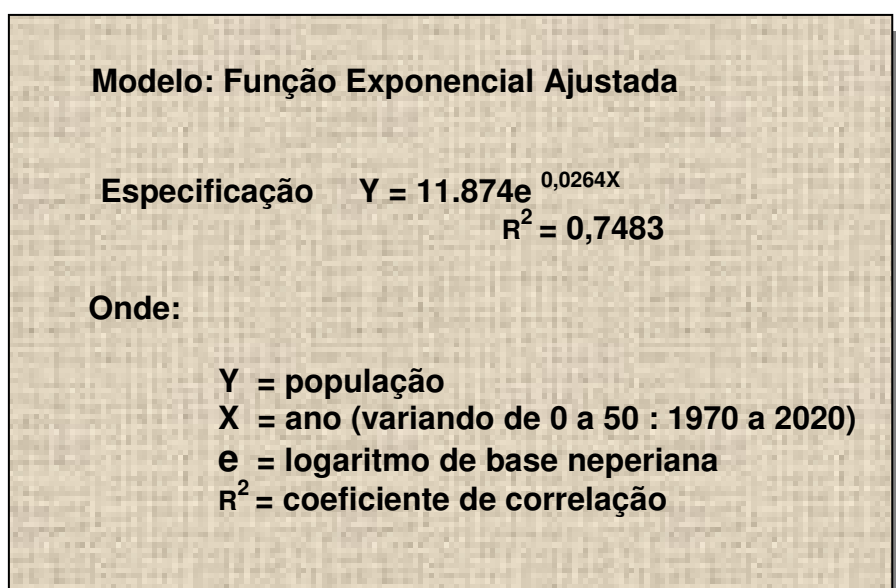 Modelo: Função Exponencial Ajustada
Especificação Y = 11.874e 0,0264X
R2 = 0,7483
Onde:
Y = população
X = ano (variando de 0 a 50 : 1970 a 2020)
e = logaritmo de base neperiana
R2 = coeficiente de correlação